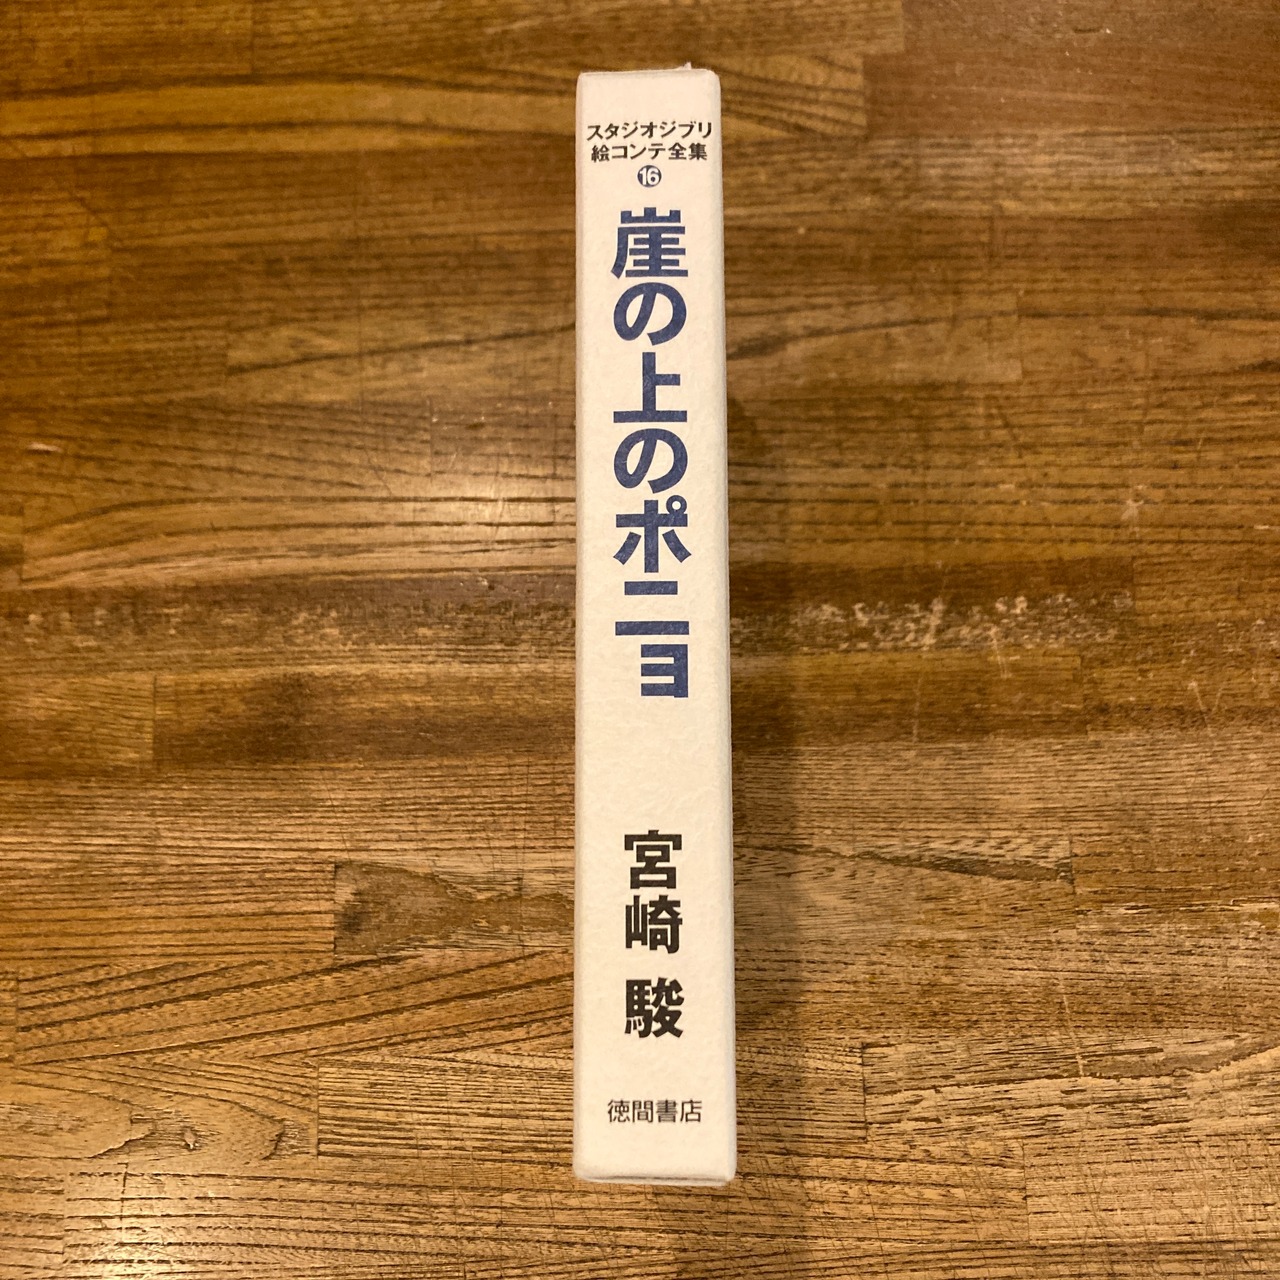 スタジオジブリ
絵コンテ全集
⓰
崖の上のポニョ
宮崎 駿
徳間書店